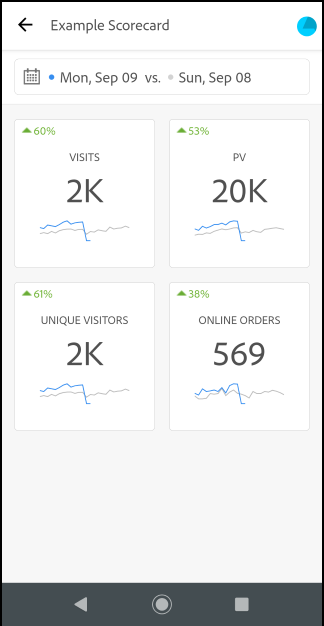 Example Scorecard
Mon, Sep 09 vs. Sun, Sep 08
60%
VISITS
2K
53%
PV
20K
61%
UNIQUE VISITORS
2K
38%
ONLINE ORDERS
569